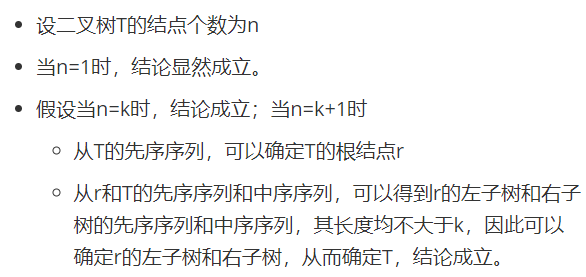 设二叉树T的结点个数为n
当n=1时，结论显然成立。
假设当n=k时，结论成立；当n=k+1时
从T的先序序列，可以确定T的根结点r
从r和T的先序序列和中序序列，可以得到r的左子树和右子
树的先序序列和中序序列，其长度均不大于k，因此可以
确定r的左子树和右子树，从而确定T，结论成立。